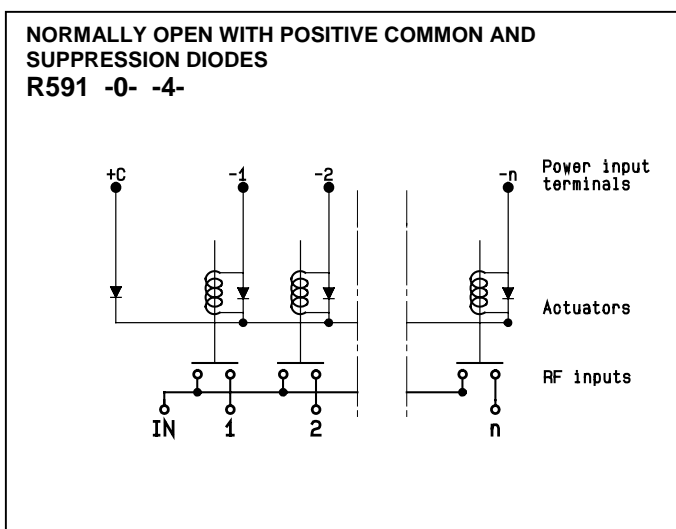 NORMALLY OPEN WITH POSITIVE COMMON AND
SUPPRESSION DIODES
R591 -0- -4-
+C -1 -2 -n Power input
terminals
Actuators
RF inputs
IN 1 2 n